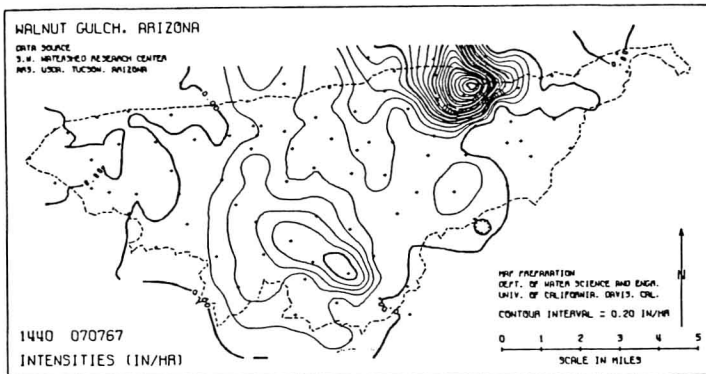 WALNUT GULCH, ARIZONA
DATA SOURCE
S.W. WATERSHED RESEARCH CENTER
ARS, USDA, TUCSON, ARIZONA
1440 070767
INTENSITIES (IN/HR)
MAP PREPARATION
DEPT. OF WATER SCIENCE AND ENGR.
UNIV. OF CALIFORNIA, DAVIS, CAL.
CONTOUR INTERVAL = 0.20 IN/HR
N
0 1 2 3 4 5
SCALE IN MILES